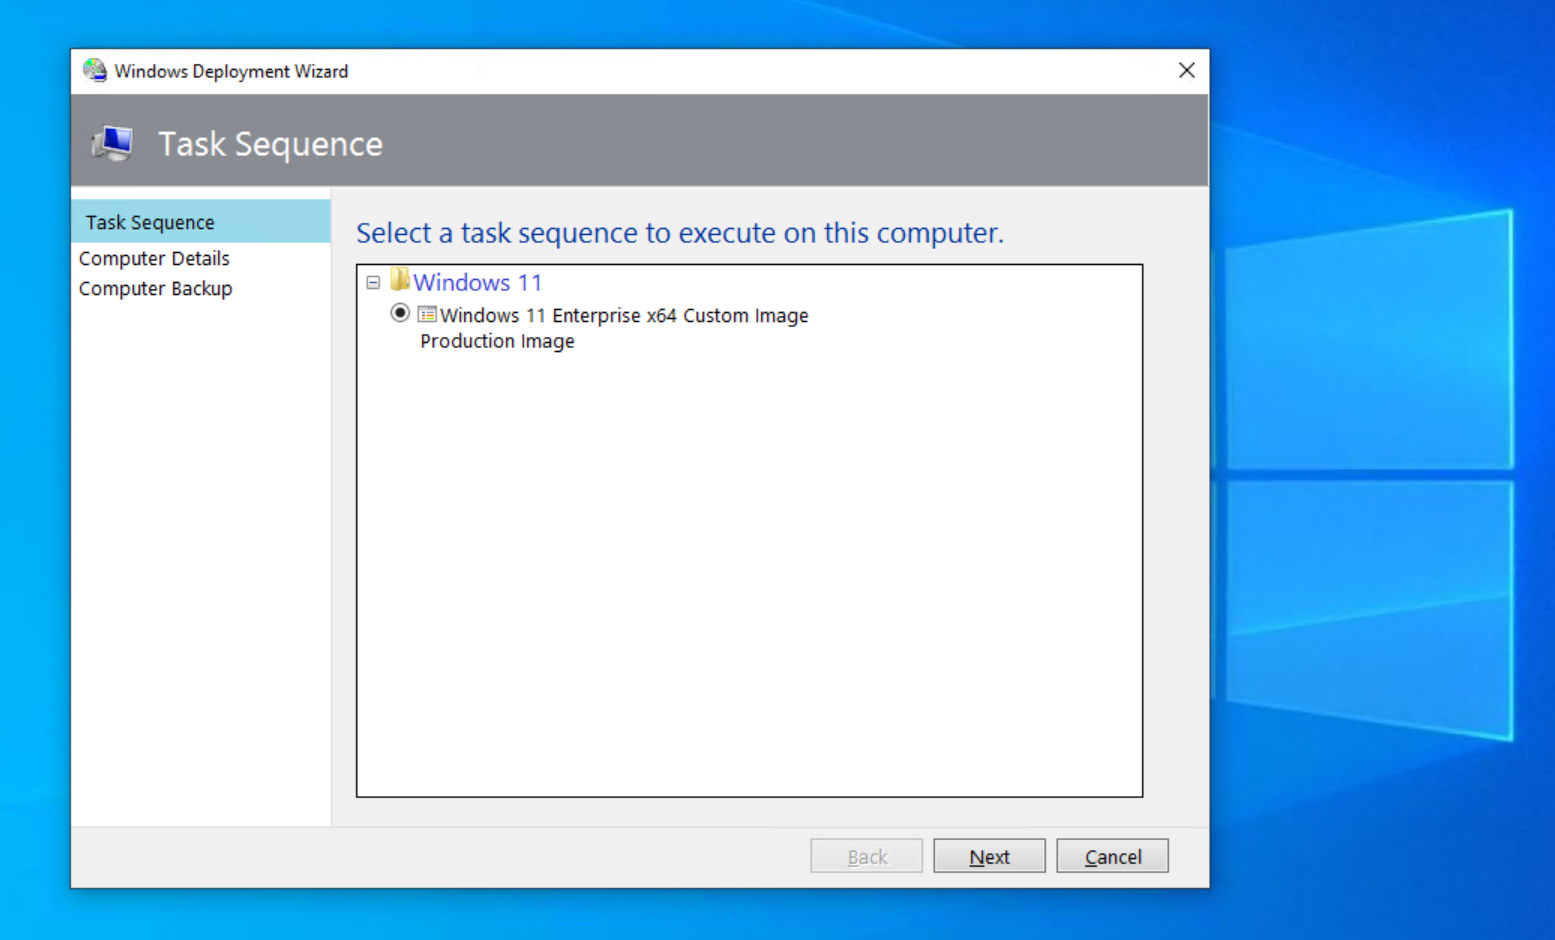 Windows Deployment Wizard
Task Sequence
Task Sequence
Computer Details
Computer Backup
Select a task sequence to execute on this computer.
Windows 11
Windows 11 Enterprise x64 Custom Image
Production Image
Back
Next
Cancel